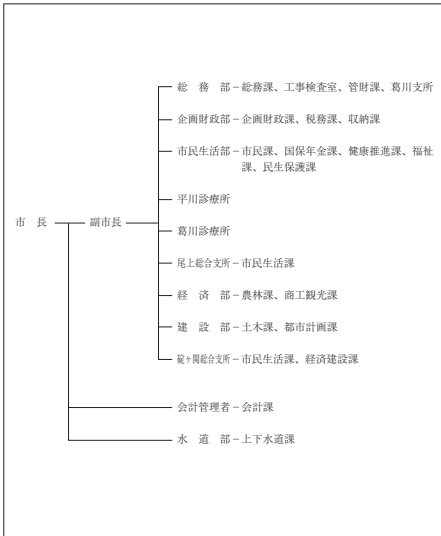 総　務　部－総務課、工事検査室、管財課、葛川支所
企画財政部－企画財政課、税務課、収納課
市民生活部－市民課、国保年金課、健康推進課、福祉
課、民生保護課
平川診療所
市　長
副市長
葛川診療所
尾上総合支所－市民生活課
経　済　部－農林課、商工観光課
建　設　部－土木課、都市計画課
碇ヶ関総合支所－市民生活課、経済建設課
会計管理者－会計課
水　道　部－上下水道課